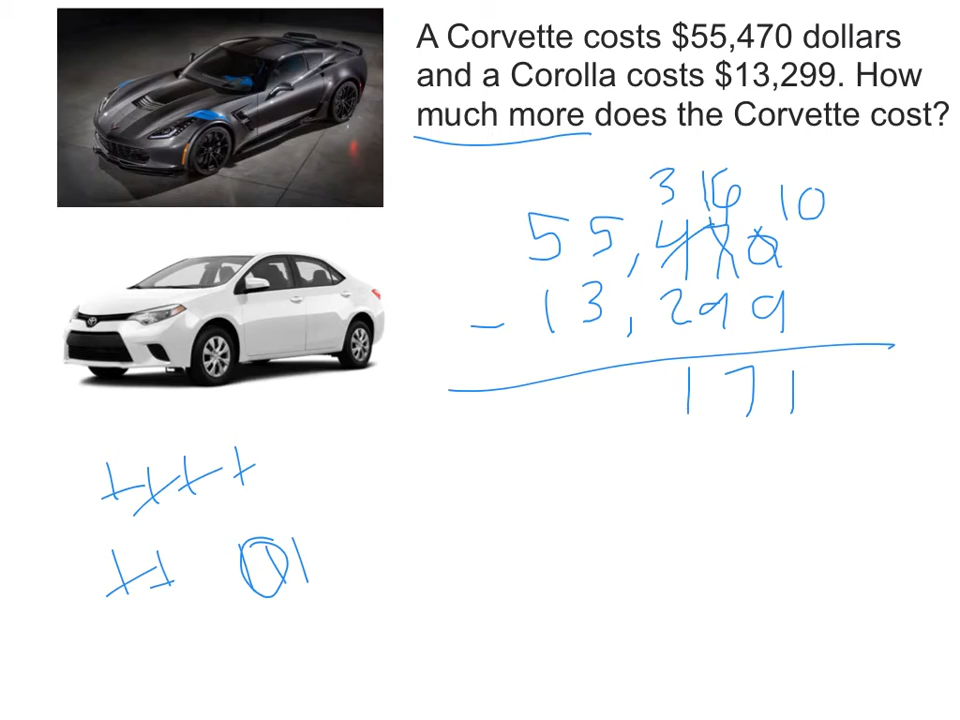 A Corvette costs $55,470 dollars
and a Corolla costs $13,299. How
much more does the Corvette cost?
3 16 10
55,470
- 13,299
171